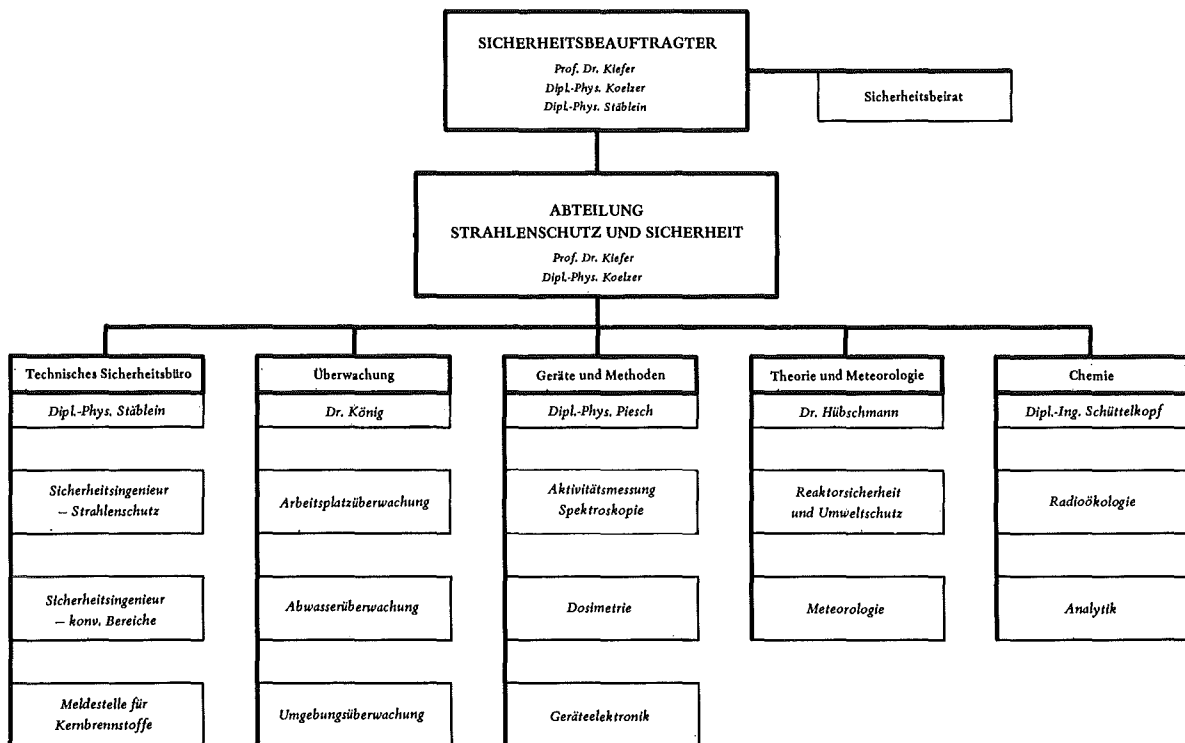 SICHERHEITSBEAUFTRAGTER
Prof. Dr. Kiefer
Dipl.-Phys. Koelzer
Dipl.-Phys. Stäblein
Sicherheitsbeirat
ABTEILUNG
STRAHLENSCHUTZ UND SICHERHEIT
Prof. Dr. Kiefer
Dipl.-Phys. Koelzer
Technisches Sicherheitsbüro
Dipl.-Phys. Stäblein
Sicherheitsingenieur
– Strahlenschutz
Sicherheitsingenieur
– konv. Bereiche
Meldestelle für
Kernbrennstoffe
Überwachung
Dr. König
Arbeitsplatzüberwachung
Abwasserüberwachung
Umgebungsüberwachung
Geräte und Methoden
Dipl.-Phys. Piesch
Aktivitätsmessung
Spektroskopie
Dosimetrie
Geräteelektronik
Theorie und Meteorologie
Dr. Hübschmann
Reaktorsicherheit
und Umweltschutz
Meteorologie
Chemie
Dipl.-Ing. Schüttelkopf
Radioökologie
Analytik